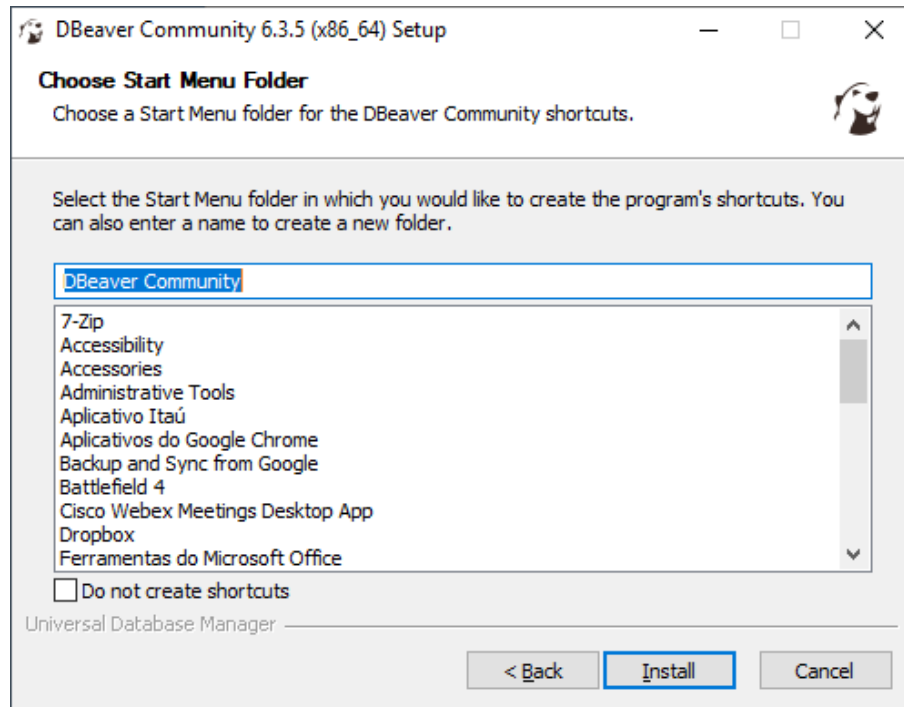 DBeaver Community 6.3.5 (x86_64) Setup
Choose Start Menu Folder
Choose a Start Menu folder for the DBeaver Community shortcuts.
Select the Start Menu folder in which you would like to create the program's shortcuts. You
can also enter a name to create a new folder.
DBeaver Community
7-Zip
Accessibility
Accessories
Administrative Tools
Aplicativo Itaú
Aplicativos do Google Chrome
Backup and Sync from Google
Battlefield 4
Cisco Webex Meetings Desktop App
Dropbox
Ferramentas do Microsoft Office
Do not create shortcuts
Universal Database Manager
< Back
Install
Cancel